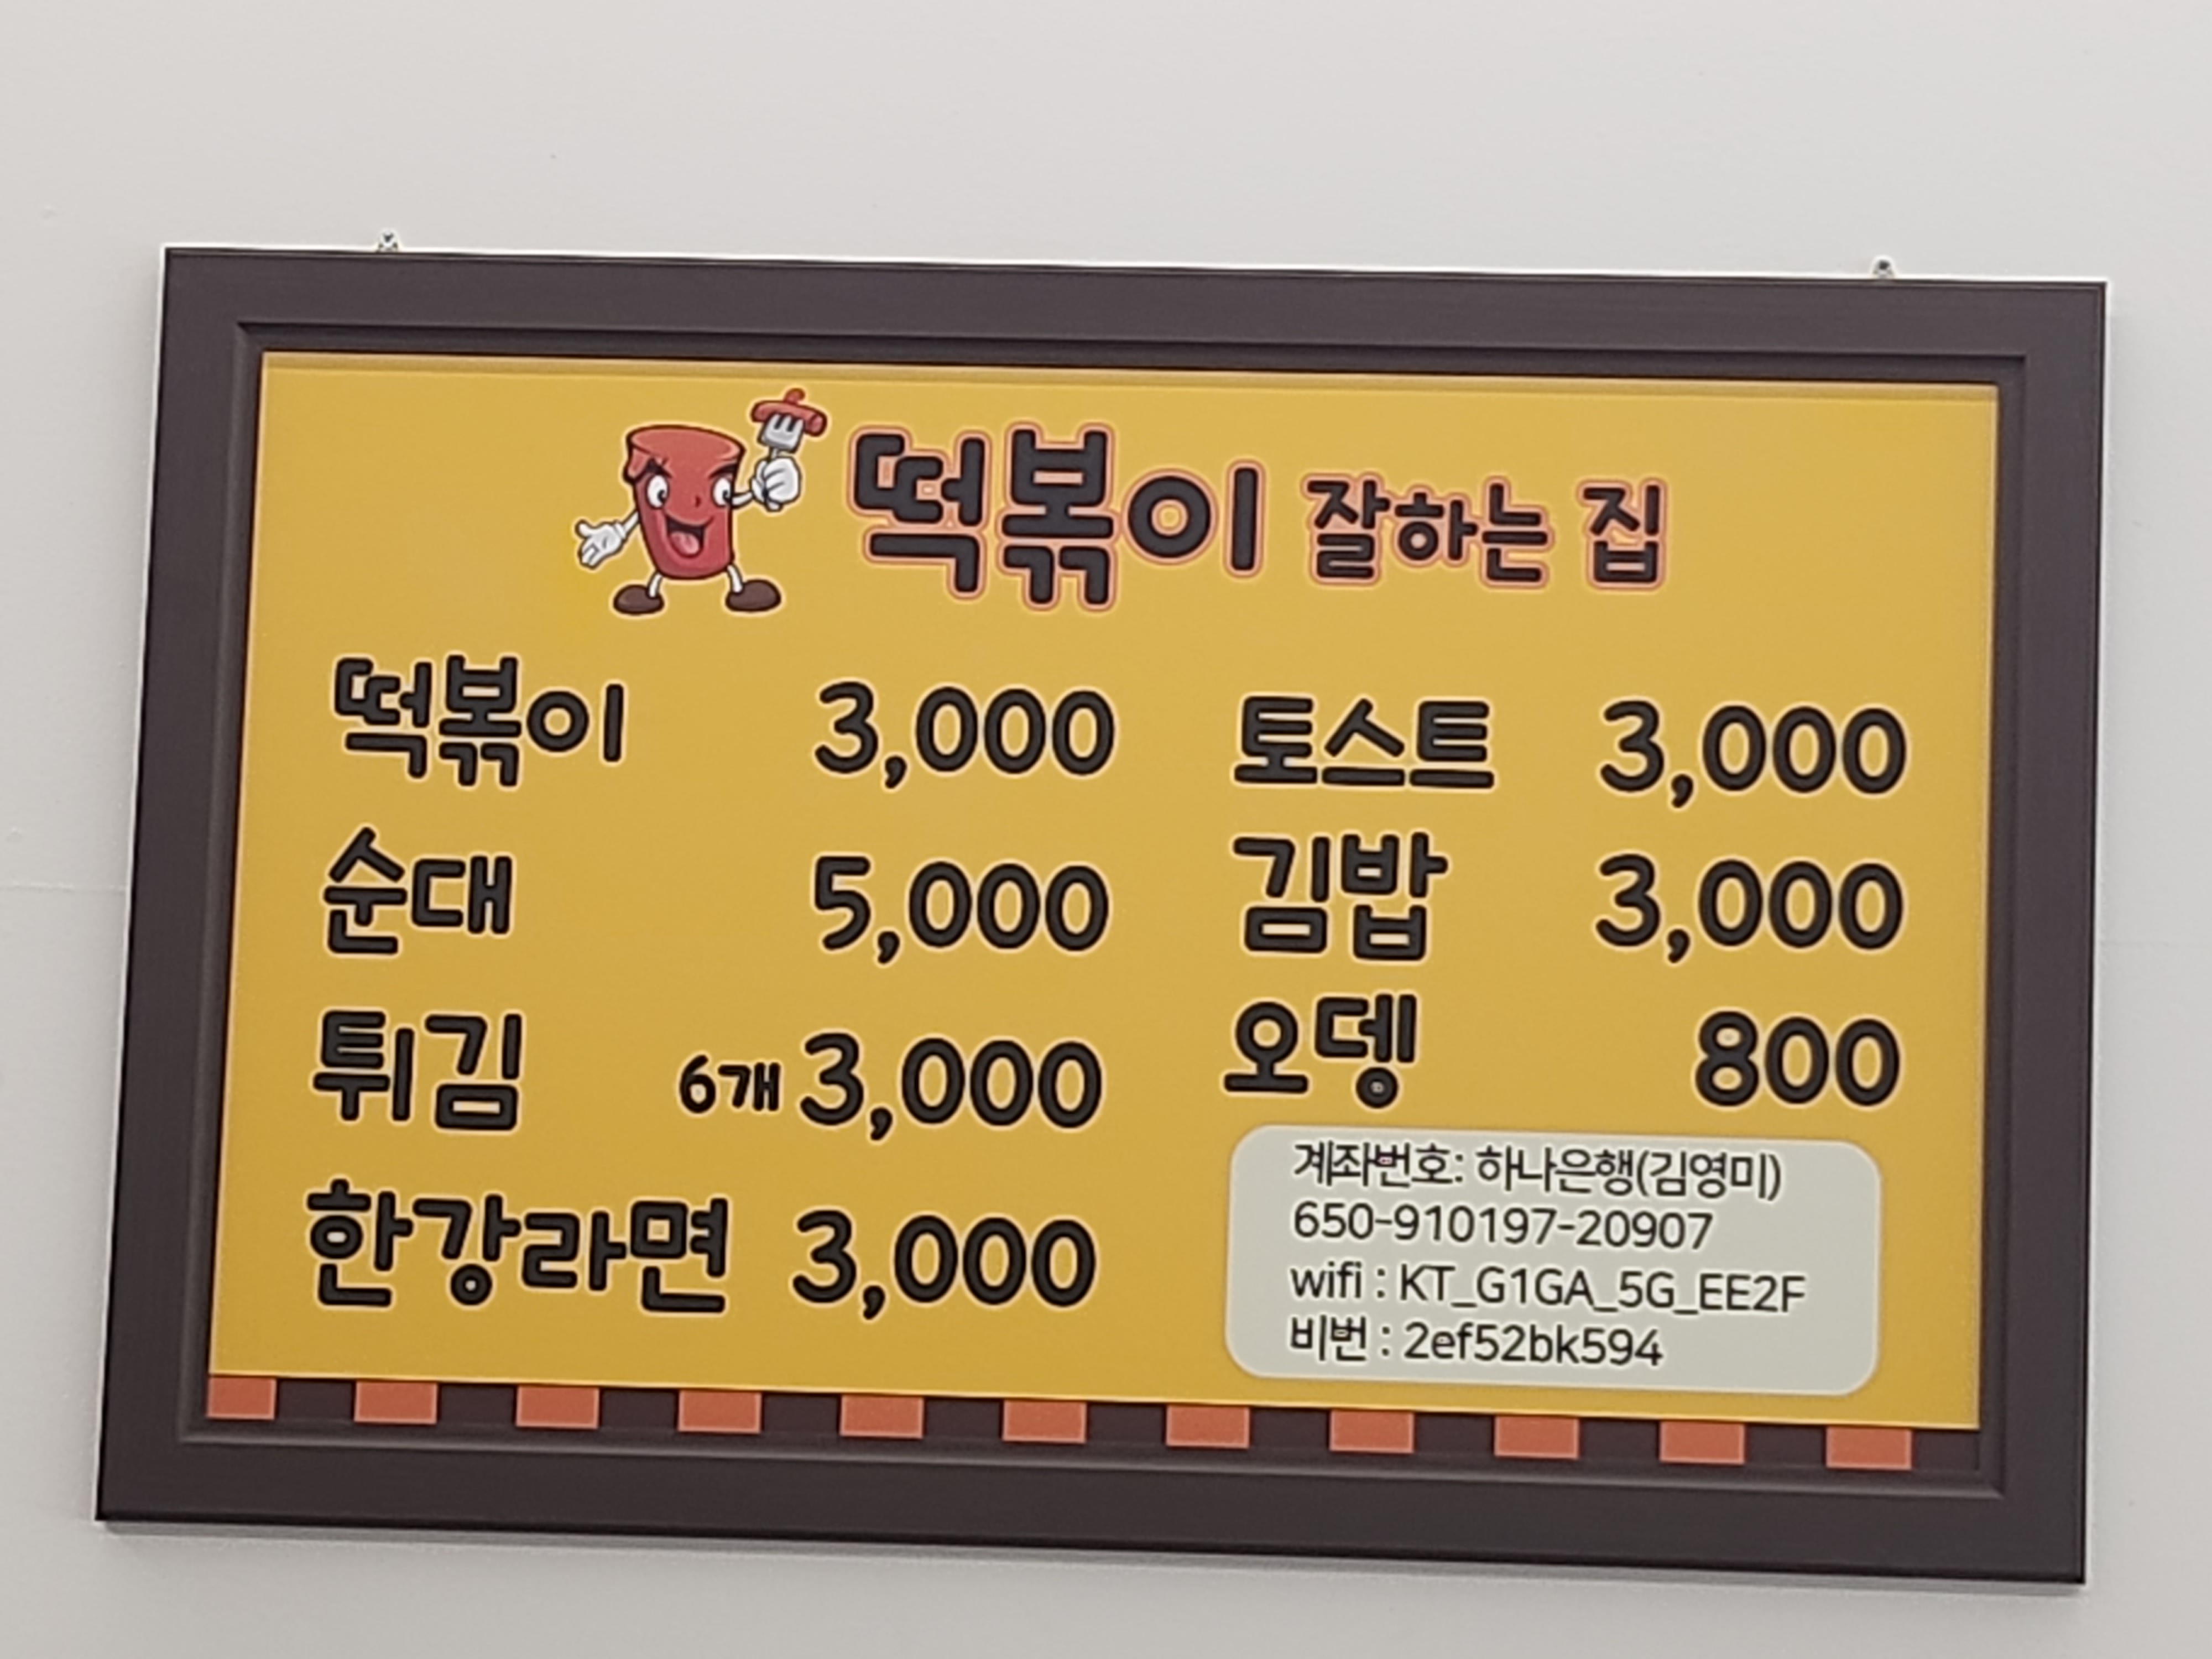 떡볶이 잘하는 집
떡볶이 3,000
순대 5,000
튀김 6개 3,000
한강라면 3,000
토스트 3,000
김밥 3,000
오뎅 800
계좌번호: 하나은행(김영미)
650-910197-20907
wifi : KT_G1GA_5G_EE2F
비번 : 2ef52bk594